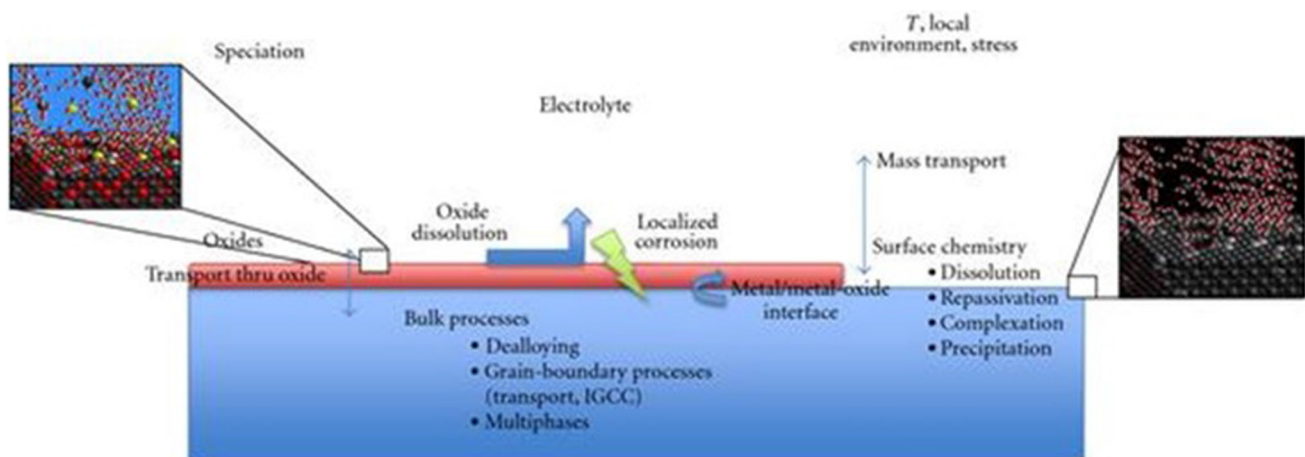 T, local
environment, stress
Speciation
Electrolyte
Mass transport
Oxide
dissolution
Localized
corrosion
Oxides
Surface chemistry
• Dissolution
• Repassivation
• Complexation
• Precipitation
Transport thru oxide
Metal/metal-oxide
interface
Bulk processes
• Dealloying
• Grain-boundary processes
(transport, IGCC)
• Multiphases